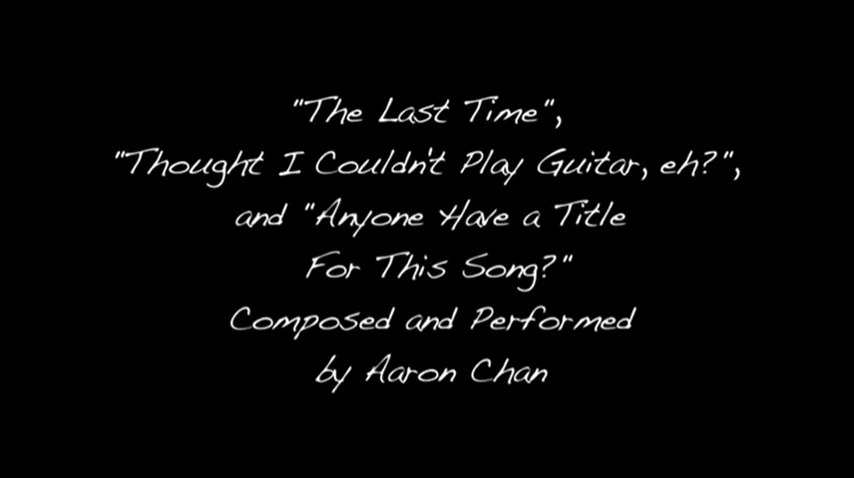 "The Last Time",
"Thought I Couldn't Play Guitar, eh?",
and "Anyone Have a Title
For This Song?"
Composed and Performed
by Aaron Chan